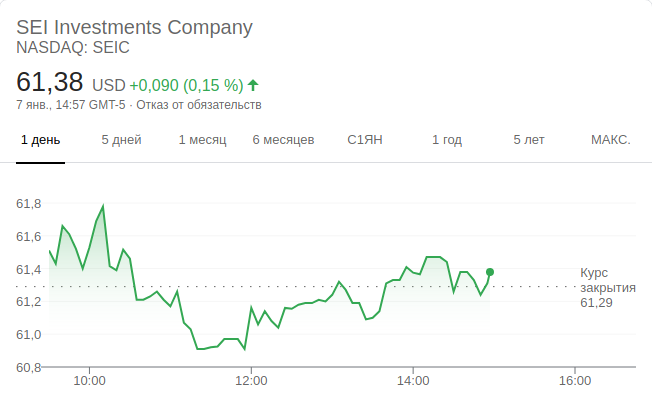 SEI Investments Company
NASDAQ: SEIC
61,38 USD +0,090 (0,15 %)
7 янв., 14:57 GMT-5 · Отказ от обязательств
1 день 5 дней 1 месяц 6 месяцев С1ЯН 1 год 5 лет МАКС.
61,8
61,6
61,4
61,2
61,0
60,8
Курс
закрытия
61,29
10:00 12:00 14:00 16:00